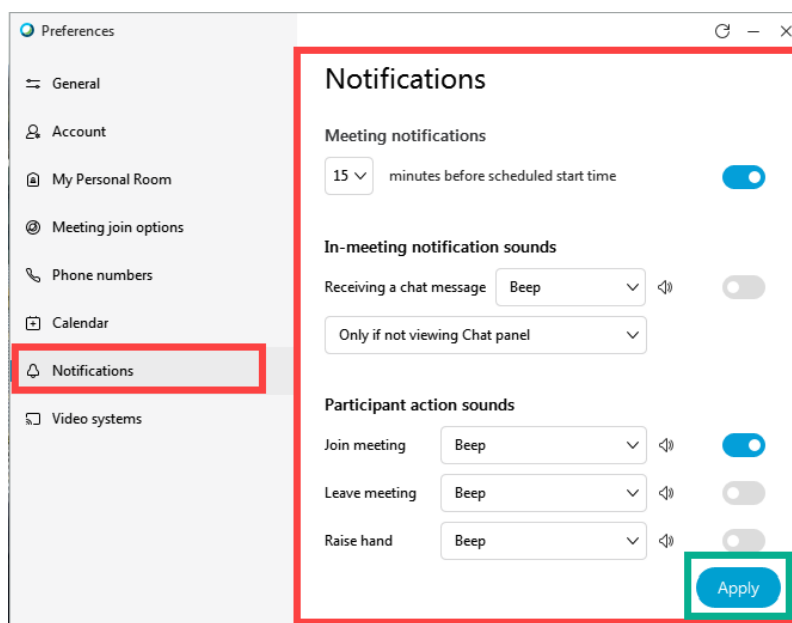 Preferences
General
Account
My Personal Room
Meeting join options
Phone numbers
Calendar
Notifications
Video systems
Notifications
Meeting notifications
15 minutes before scheduled start time
In-meeting notification sounds
Receiving a chat message Beep
Only if not viewing Chat panel
Participant action sounds
Join meeting Beep
Leave meeting Beep
Raise hand Beep
Apply